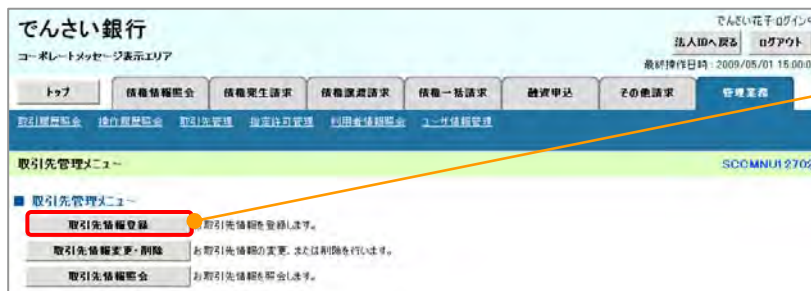 でんさい銀行
コーポレートメッセージ表示エリア
でんさい花子 ログイン中
法人IDへ戻る ログアウト
最終操作日時：2009/05/01 15:00:0
トップ 債権情報照会 債権発生請求 債権譲渡請求 債権一括請求 融資申込 その他請求 管理業務
取引履歴照会 操作履歴照会 取引先管理 指定許可管理 利用者情報照会 ユーザ情報管理
取引先管理メニュー SCCMNU12702
■ 取引先管理メニュー
取引先情報登録 お取引先情報を登録します。
取引先情報変更・削除 お取引先情報の変更、または削除を行います。
取引先情報照会 お取引先情報を照会します。